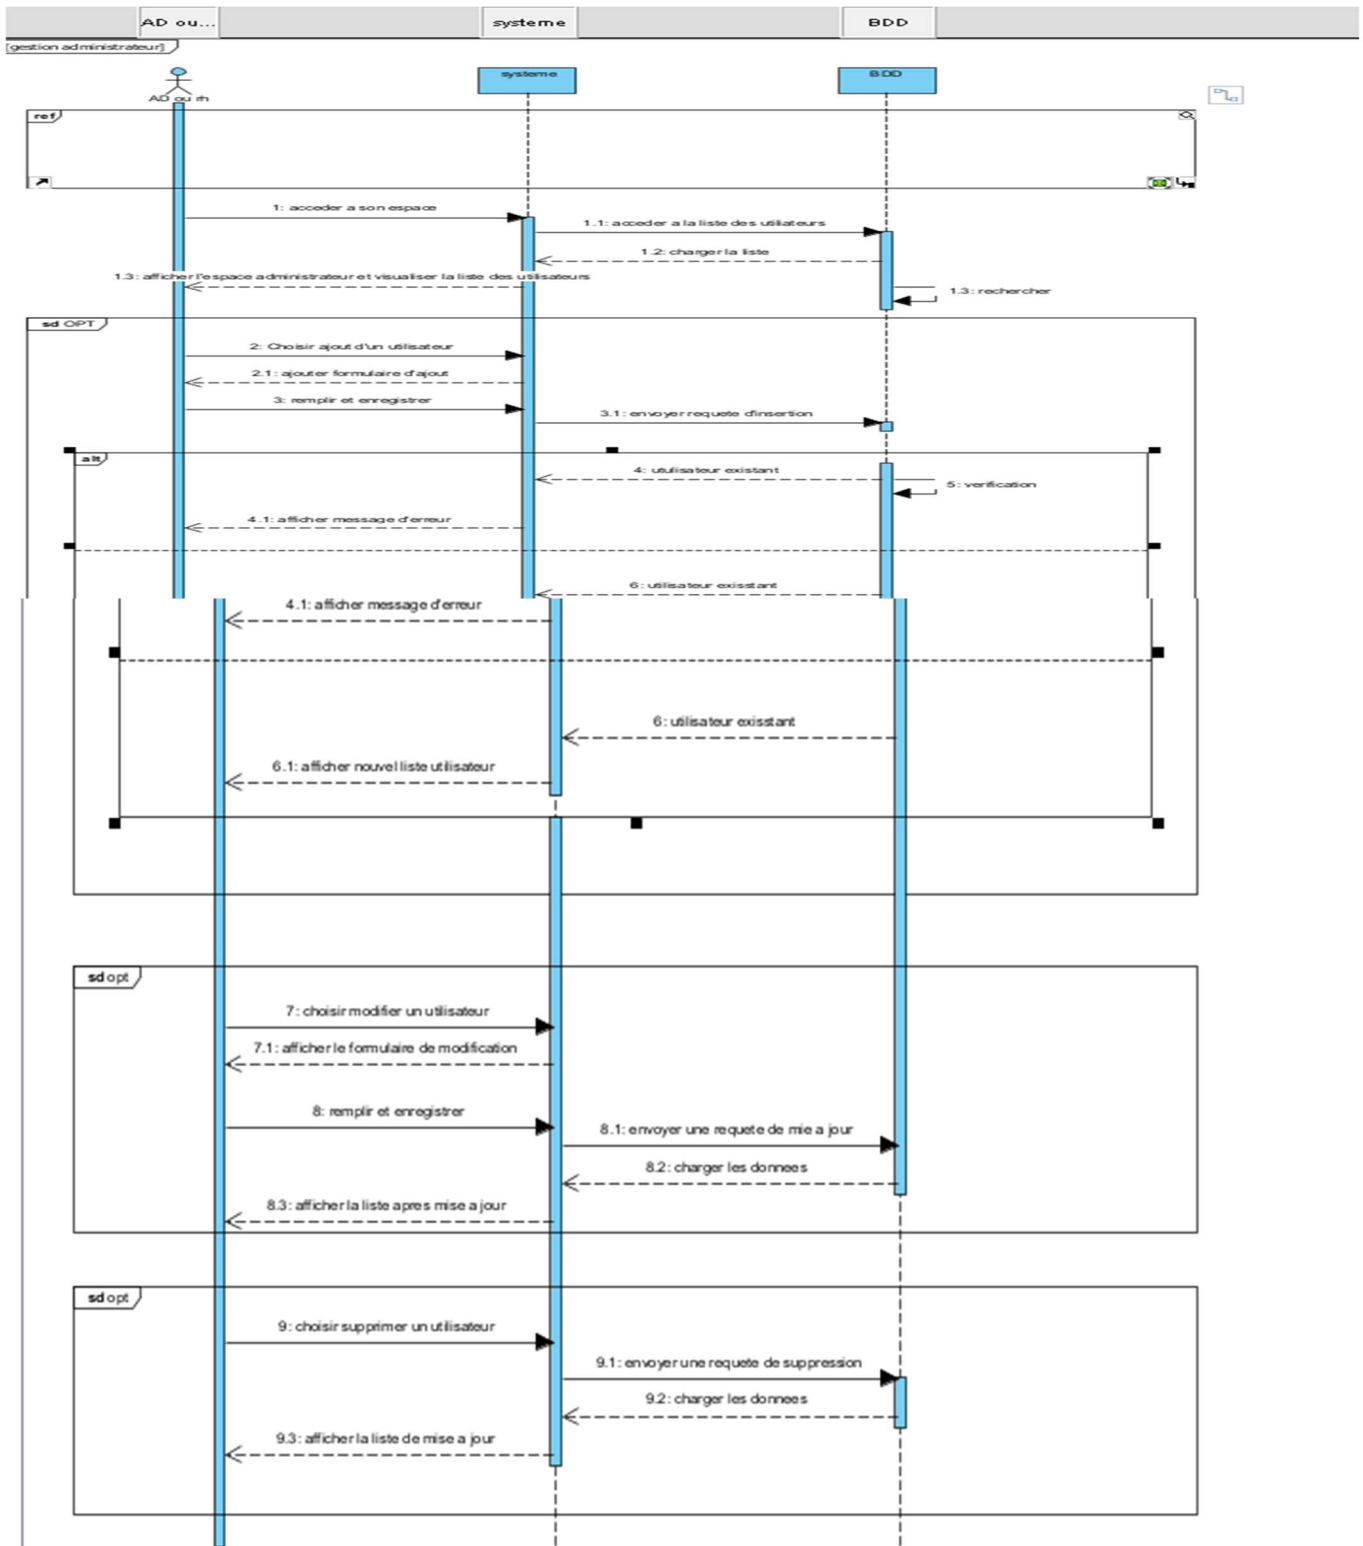 AD ou... systeme BDD
[gestion administrateur]
systeme BDD
AD ou rh
ref
1: acceder a son espace
1.1: acceder a la liste des utiliateurs
1.2: charger la liste
1.3: afficher l'espace administrateur et visualiser la liste des utilisateurs
1.3: rechercher
sd OPT
2: Choisir ajout d'un utilisateur
2.1: ajouter formulaire d'ajout
3: remplir et enregistrer
3.1: envoyer requete d'insertion
alt
4: utulisateur existant
5: verification
4.1: afficher message d'erreur
6: utilisateur exisstant
4.1: afficher message d'erreur
6: utilisateur exisstant
6.1: afficher nouvel liste utilisateur
sd opt
7: choisir modifier un utilisateur
7.1: afficher le formulaire de modification
8: remplir et enregistrer
8.1: envoyer une requete de mie a jour
8.2: charger les donnees
8.3: afficher la liste apres mise a jour
sd opt
9: choisir supprimer un utilisateur
9.1: envoyer une requete de suppression
9.2: charger les donnees
9.3: afficher la liste de mise a jour